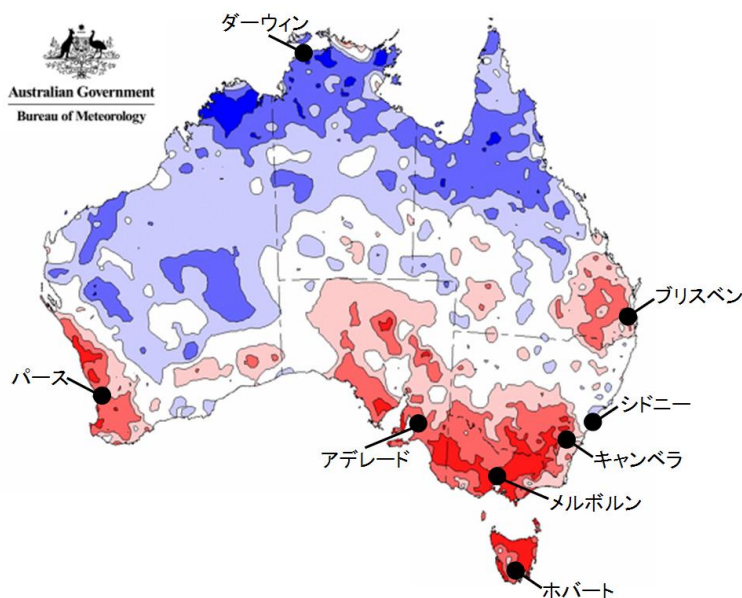 ダーウィン
Australian Government
Bureau of Meteorology
ブリスベン
パース
シドニー
アデレード
キャンベラ
メルボルン
ホバート